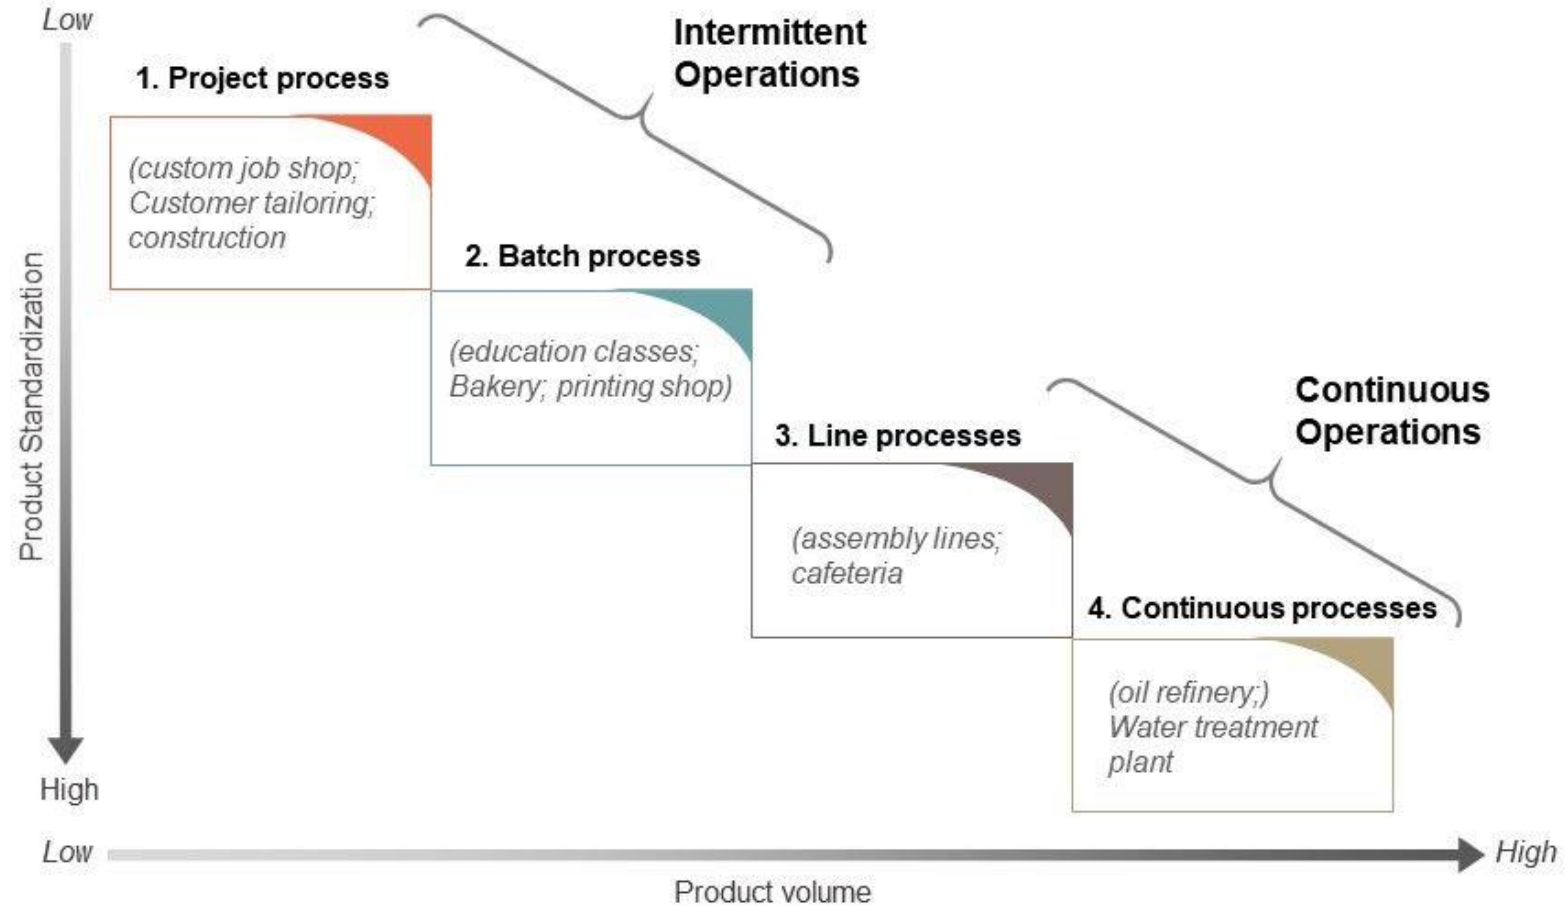 Low
Intermittent
Operations
1. Project process
(custom job shop;
Customer tailoring;
construction
2. Batch process
(education classes;
Bakery; printing shop)
Product Standardization
Continuous
Operations
3. Line processes
(assembly lines;
cafeteria
4. Continuous processes
(oil refinery;)
Water treatment
plant
High
Low
High
Product volume